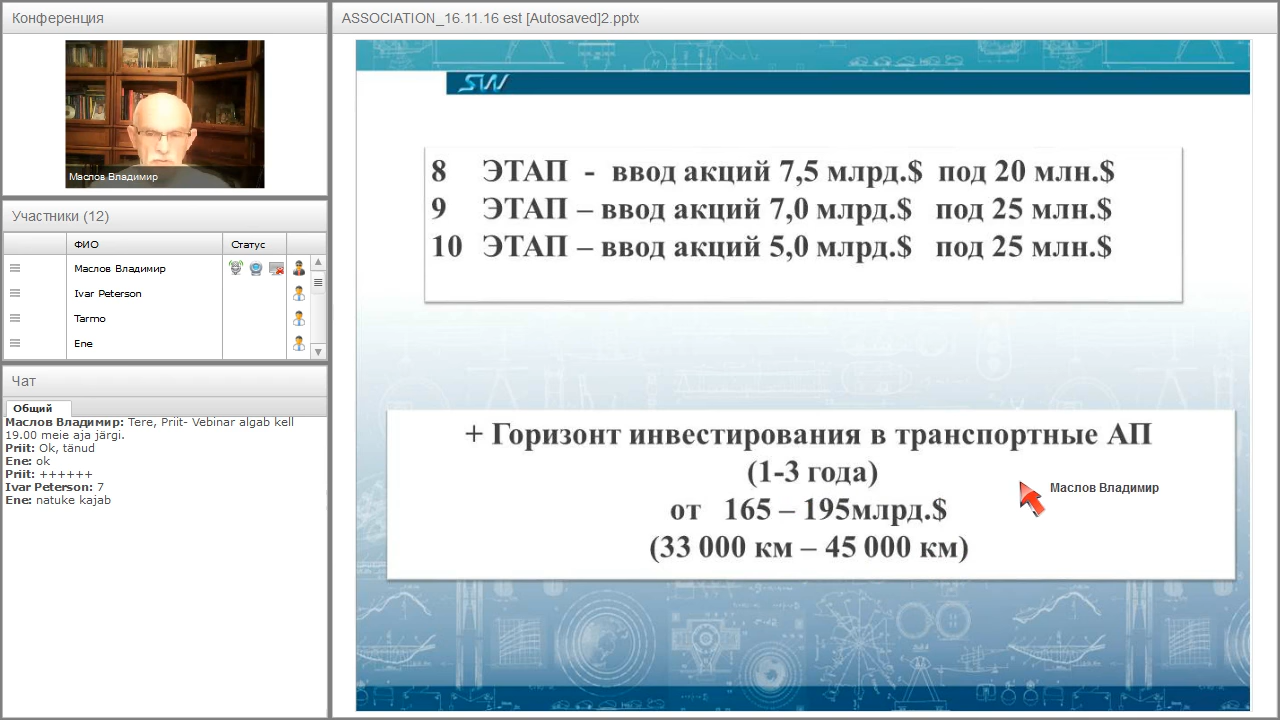 Конференция
Маслов Владимир
Участники (12)
ФИО Статус
Маслов Владимир
Ivar Peterson
Tarmo
Ene
Чат
Общий
Маслов Владимир: Tere, Priit- Vebinar algab kell
19.00 meie aja järgi.
Priit: Ok, tänud
Ene: ok
Priit: ++++++
Ivar Peterson: 7
Ene: natuke kajab
ASSOCIATION_16.11.16 est [Autosaved]2.pptx
SW
8 ЭТАП - ввод акций 7,5 млрд.$ под 20 млн.$
9 ЭТАП – ввод акций 7,0 млрд.$ под 25 млн.$
10 ЭТАП – ввод акций 5,0 млрд.$ под 25 млн.$
+ Горизонт инвестирования в транспортные АП
(1-3 года)
от 165 – 195млрд.$
(33 000 км – 45 000 км)
Маслов Владимир